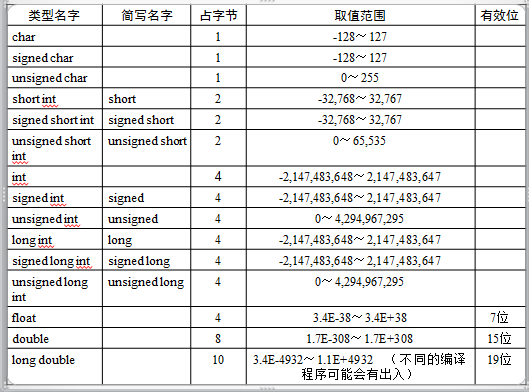 类型名字 简写名字 占字节 取值范围 有效位
char 1 -128～127
signed char 1 -128～127
unsigned char 1 0～255
short int short 2 -32,768～32,767
signed short int signed short 2 -32,768～32,767
unsigned short unsigned short 2 0～65,535
int
int 4 -2,147,483,648～2,147,483,647
signed int signed 4 -2,147,483,648～2,147,483,647
unsigned int unsigned 4 0～4,294,967,295
long int long 4 -2,147,483,648～2,147,483,647
signed long int signed long 4 -2,147,483,648～2,147,483,647
unsigned long unsigned long 4 0～4,294,967,295
int
float 4 3.4E-38～3.4E+38 7位
double 8 1.7E-308～1.7E+308 15位
long double 10 3.4E-4932～1.1E+4932 （不同的编译 19位
程序可能会有出入）